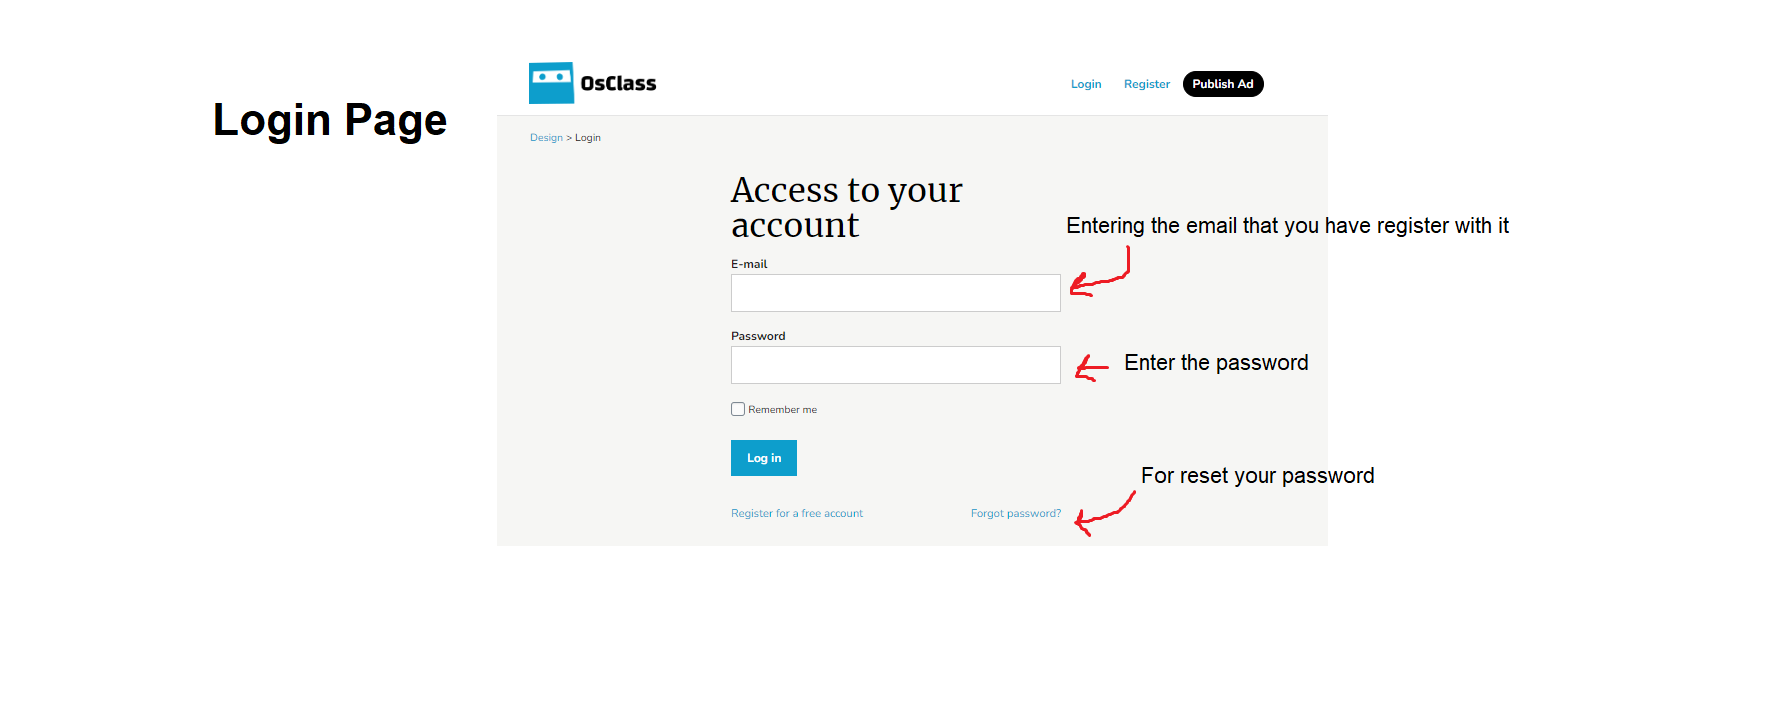 OsClass
Login Register Publish Ad
Login Page
Design > Login
Access to your
account
Entering the email that you have register with it
E-mail
Password
Enter the password
Remember me
Log in
For reset your password
Register for a free account
Forgot password?